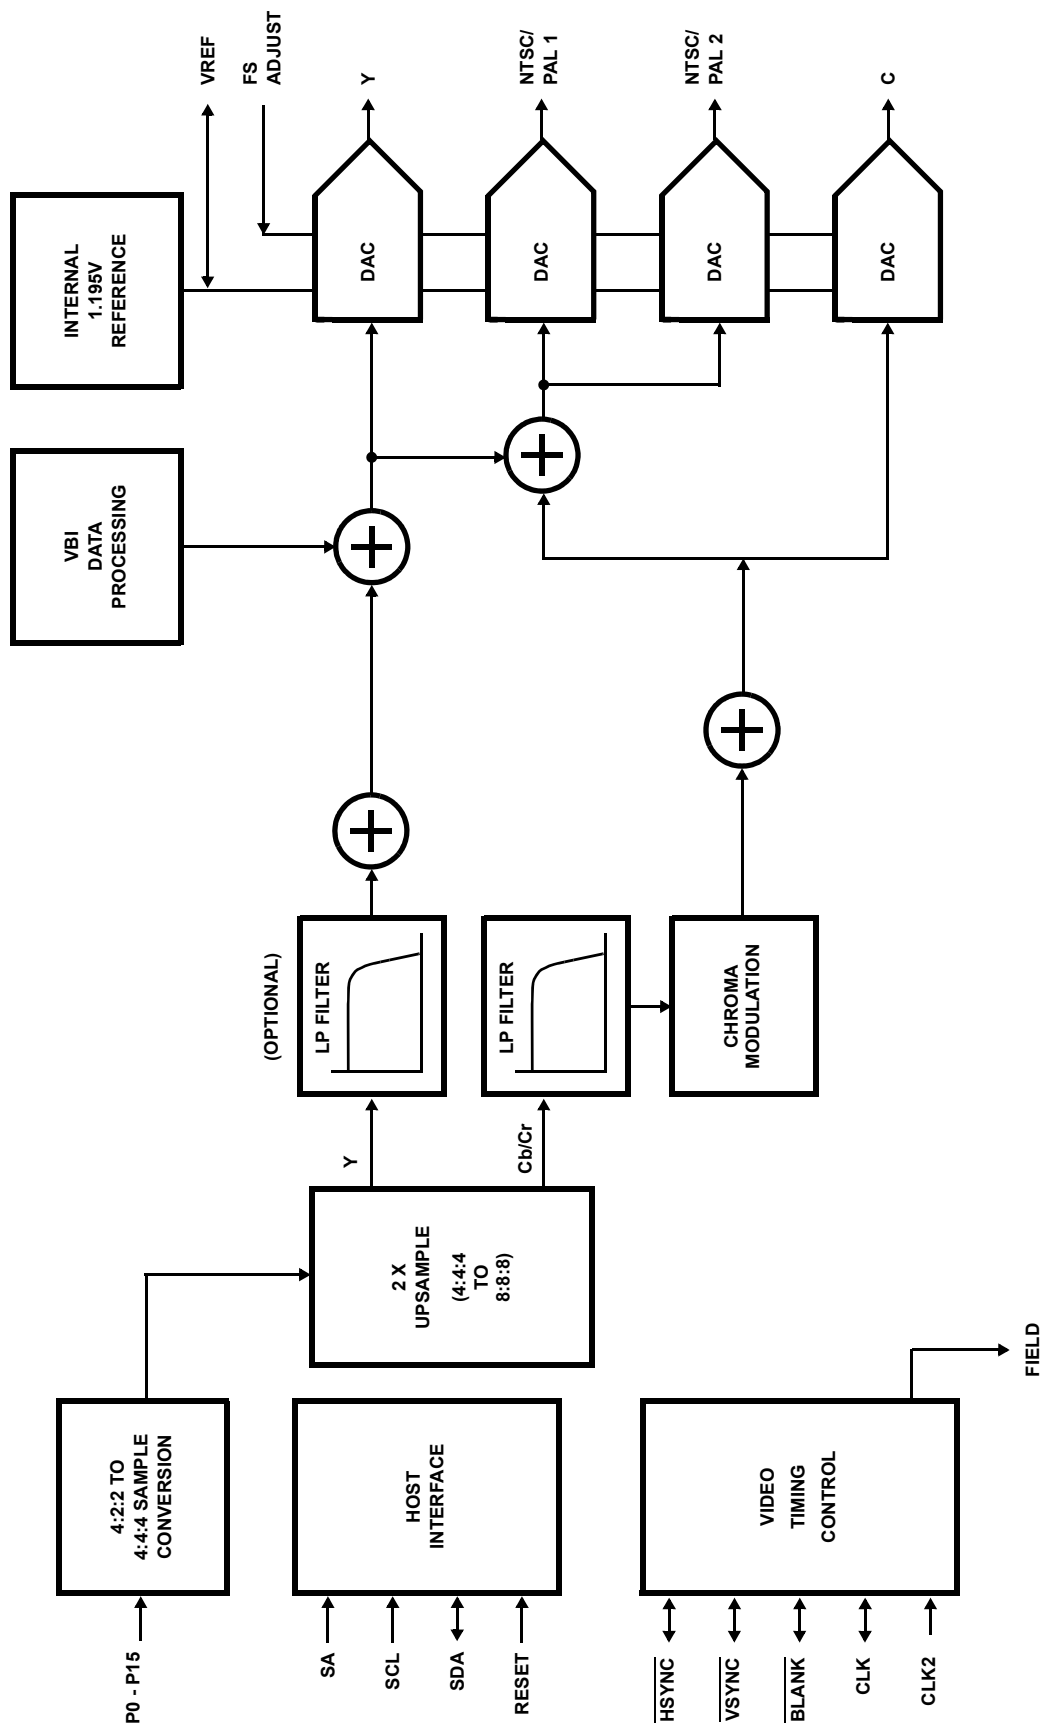 P0 - P15
4:2:2 TO
4:4:4 SAMPLE
CONVERSION
SA
SCL
SDA
RESET
HOST
INTERFACE
HSYNC
VSYNC
BLANK
CLK
CLK2
VIDEO
TIMING
CONTROL
FIELD
2 X
UPSAMPLE
(4:4:4
TO
8:8:8)
Y
Cb/Cr
(OPTIONAL)
LP FILTER
LP FILTER
CHROMA
MODULATION
VBI
DATA
PROCESSING
INTERNAL
1.195V
REFERENCE
VREF
FS
ADJUST
DAC
DAC
DAC
DAC
Y
NTSC/
PAL 1
NTSC/
PAL 2
C